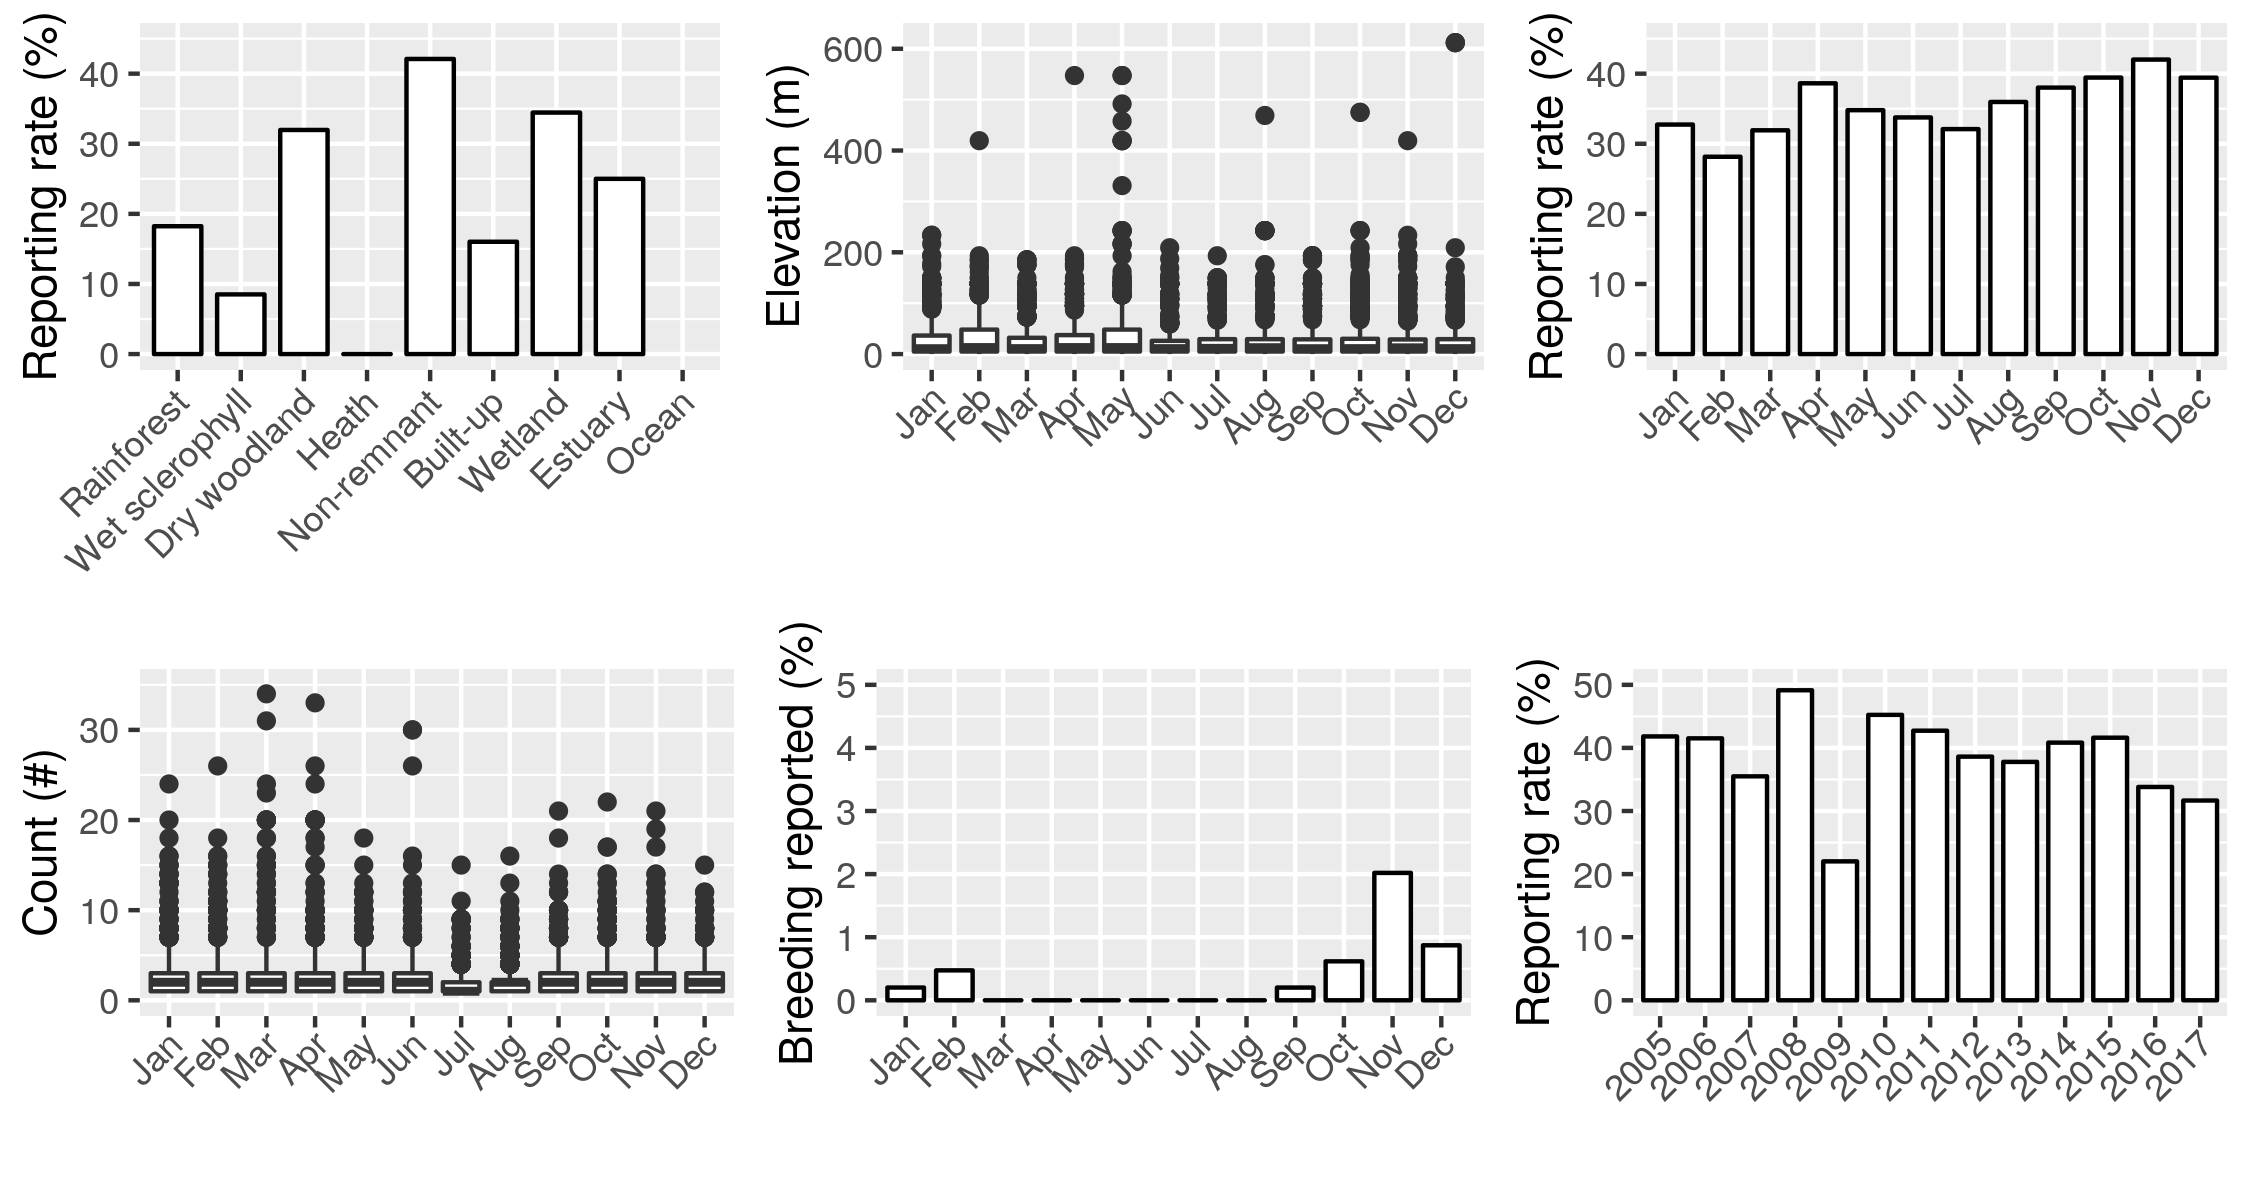 Reporting rate (%)
40
30
20
10
0
Rainforest
Wet sclerophyll
Dry woodland
Heath
Non-remnant
Built-up
Wetland
Estuary
Ocean
Elevation (m)
600
400
200
0
Jan
Feb
Mar
Apr
May
Jun
Jul
Aug
Sep
Oct
Nov
Dec
Reporting rate (%)
40
30
20
10
0
Jan
Feb
Mar
Apr
May
Jun
Jul
Aug
Sep
Oct
Nov
Dec
Count (#)
30
20
10
0
Jan
Feb
Mar
Apr
May
Jun
Jul
Aug
Sep
Oct
Nov
Dec
Breeding reported (%)
5
4
3
2
1
0
Jan
Feb
Mar
Apr
May
Jun
Jul
Aug
Sep
Oct
Nov
Dec
Reporting rate (%)
50
40
30
20
10
0
2005
2006
2007
2008
2009
2010
2011
2012
2013
2014
2015
2016
2017